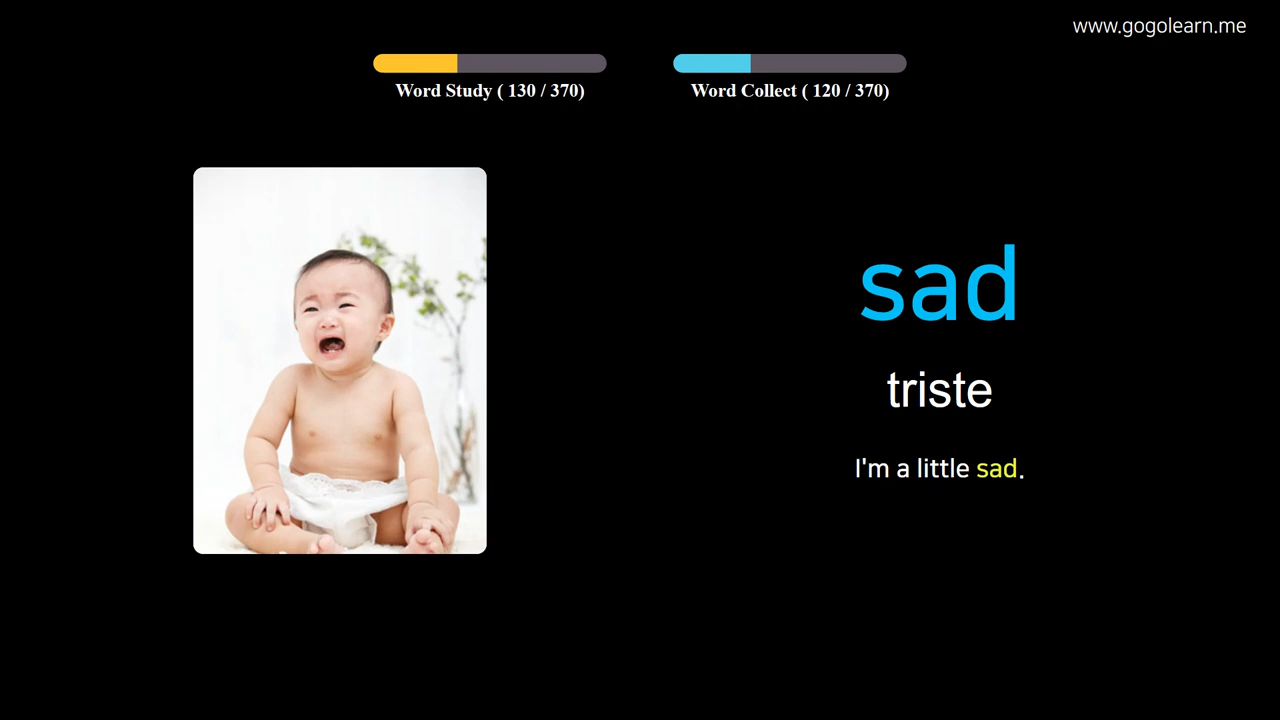 www.gogolearn.me
Word Study ( 130 / 370)
Word Collect ( 120 / 370)
sad
triste
I'm a little sad.